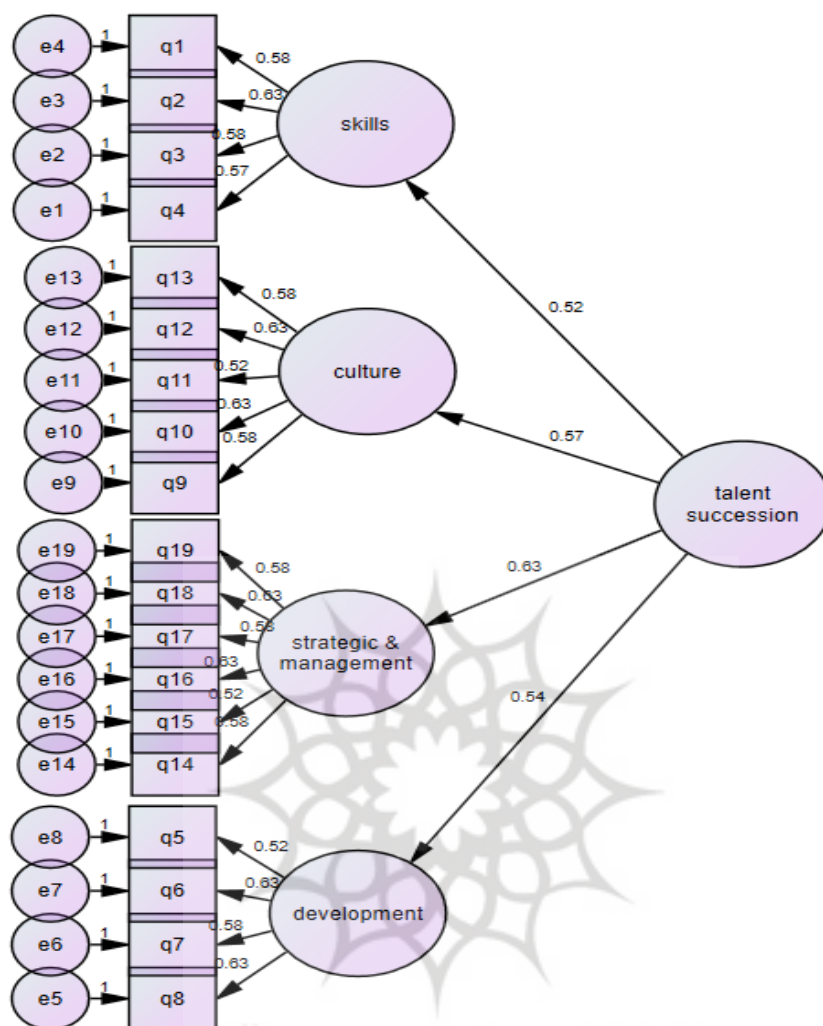 e4 1 q1
0.58
e3 1 q2
0.63
skills
e2 1 q3
0.58
e1 1 q4
0.57
0.52
e13 1 q13
0.58
e12 1 q12
0.63
e11 1 q11
0.52
culture
e10 1 q10
0.63
e9 1 q9
0.58
0.57
talent
succession
e19 1 q19
0.58
e18 1 q18
0.63
e17 1 q17
0.58
strategic &
management
e16 1 q16
0.63
e15 1 q15
0.52
e14 1 q14
0.58
0.63
0.54
e8 1 q5
0.52
e7 1 q6
0.63
development
e6 1 q7
0.58
e5 1 q8
0.63